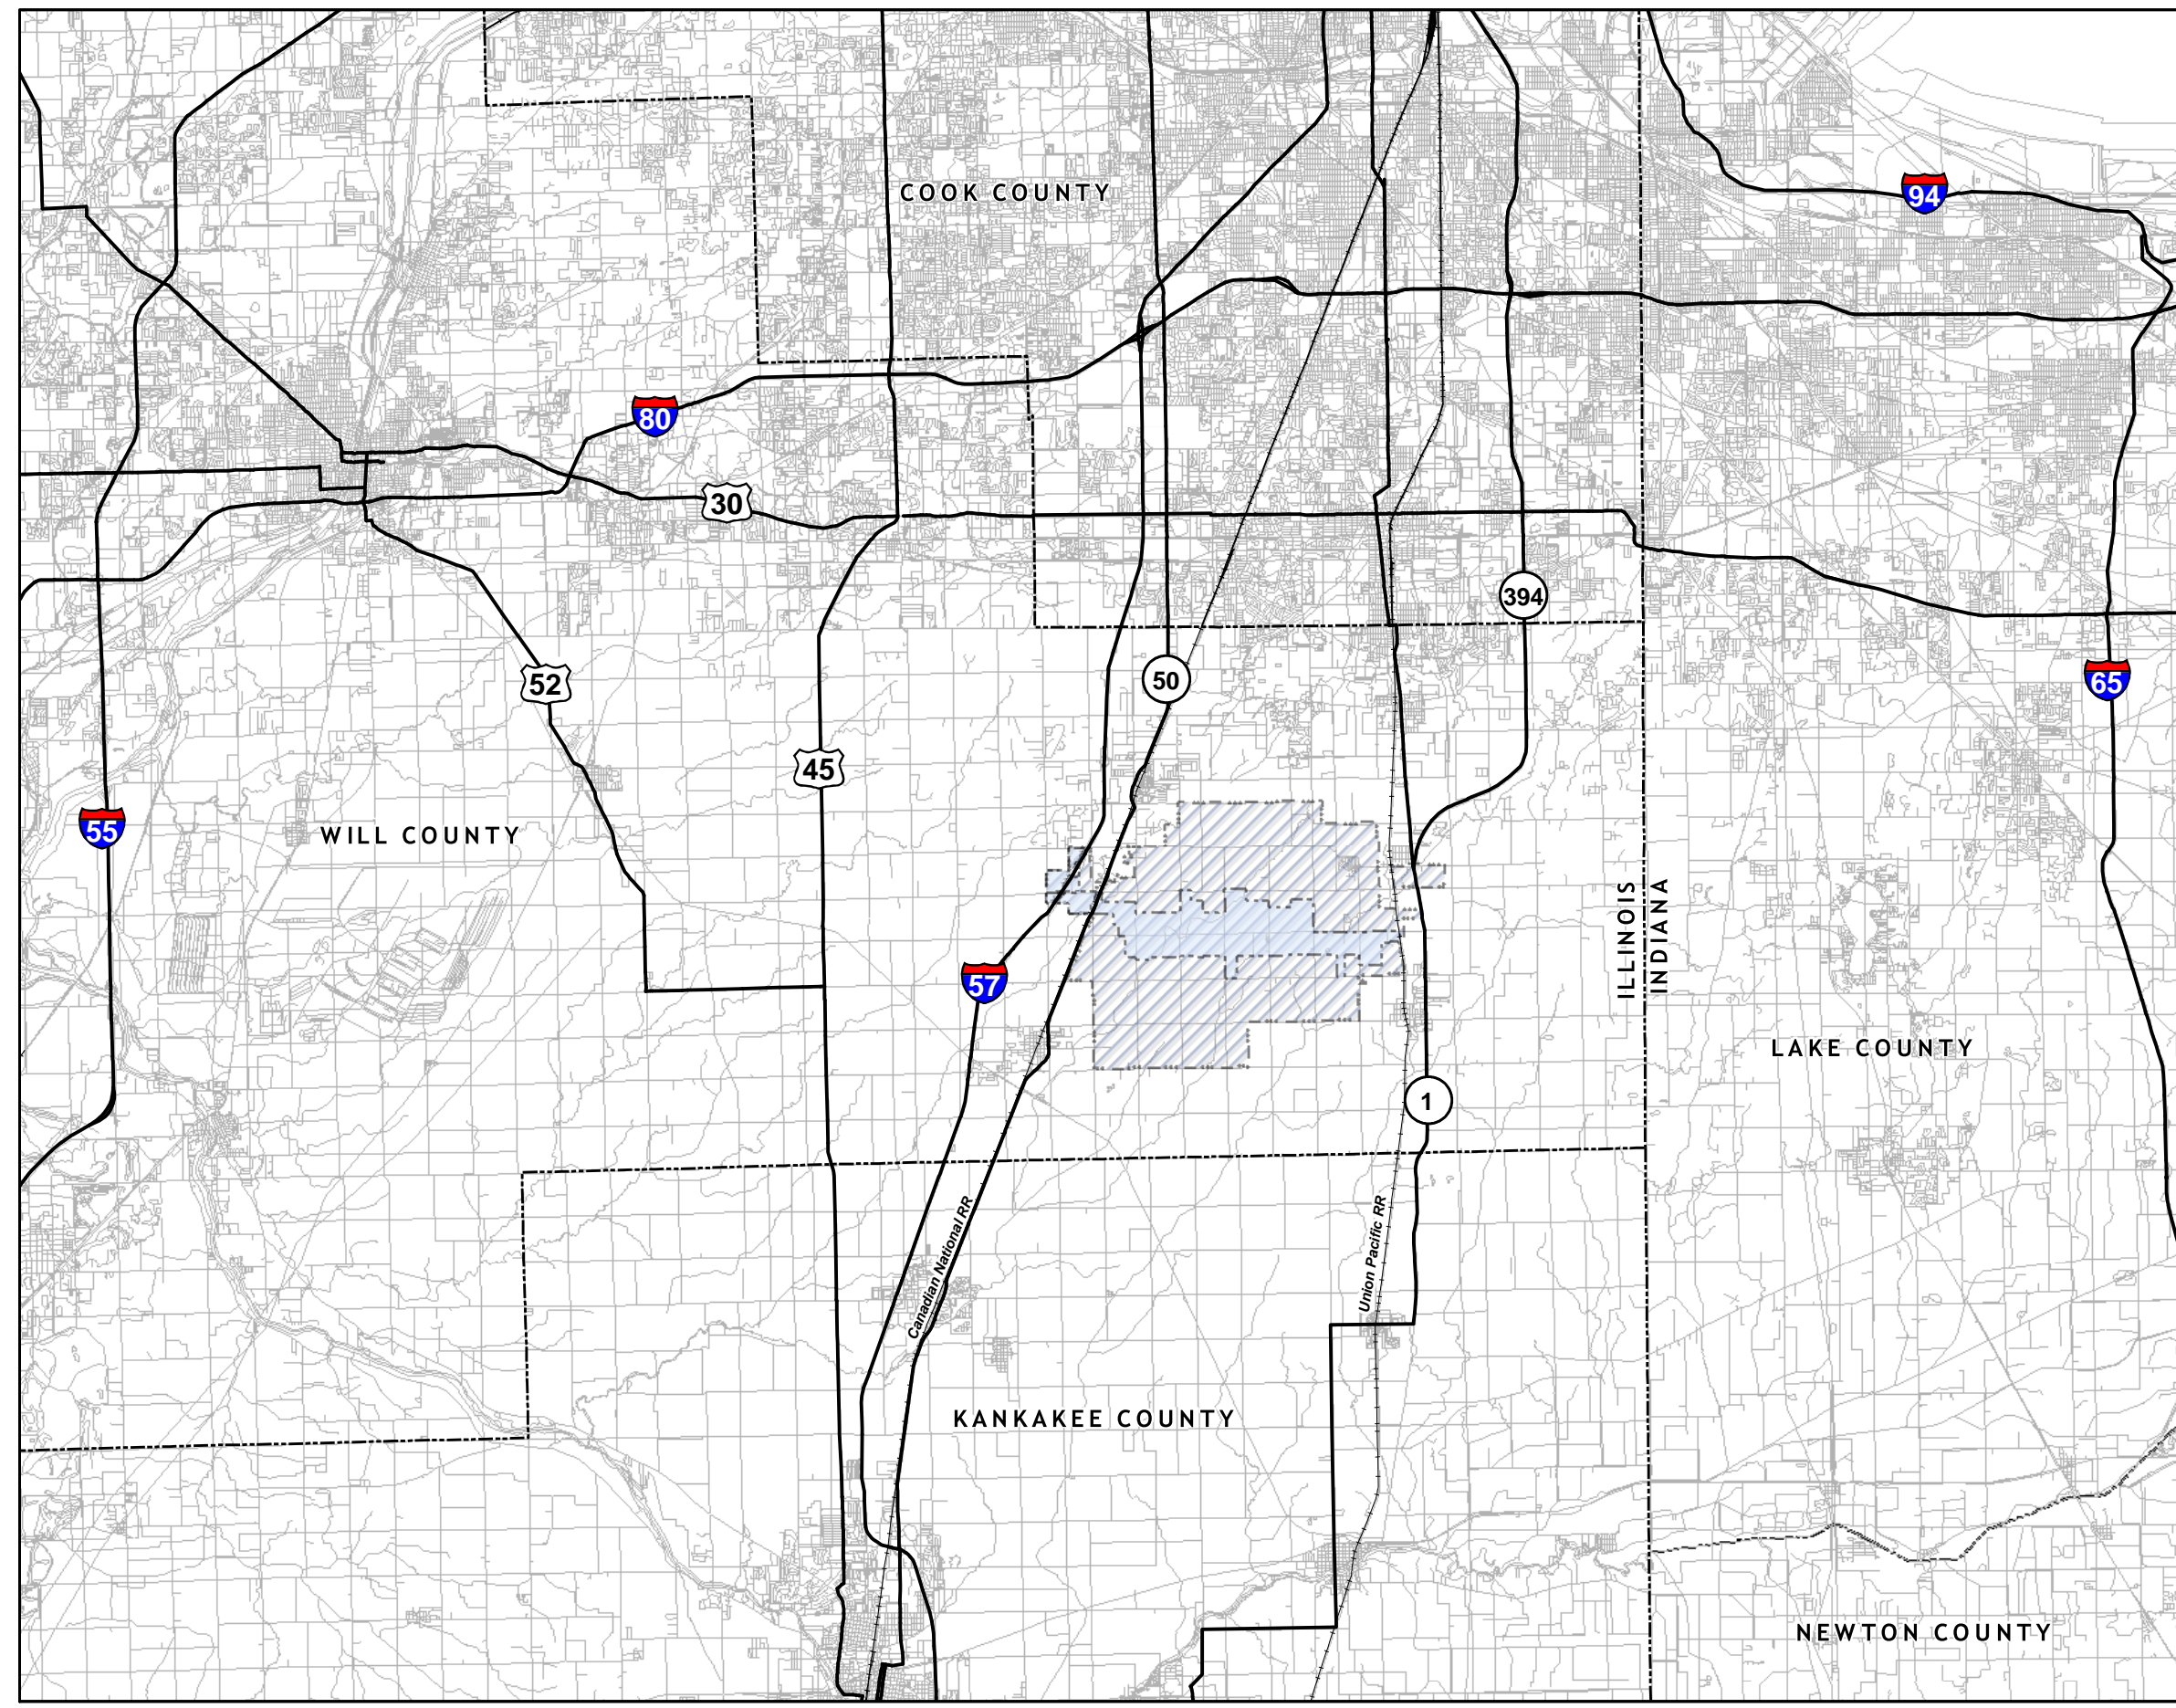 COOK COUNTY
94
80
30
394
52
50
65
45
55
WILL COUNTY
ILLINOIS
INDIANA
57
LAKE COUNTY
1
Canadian National RR
Union Pacific RR
KANKAKEE COUNTY
NEWTON COUNTY